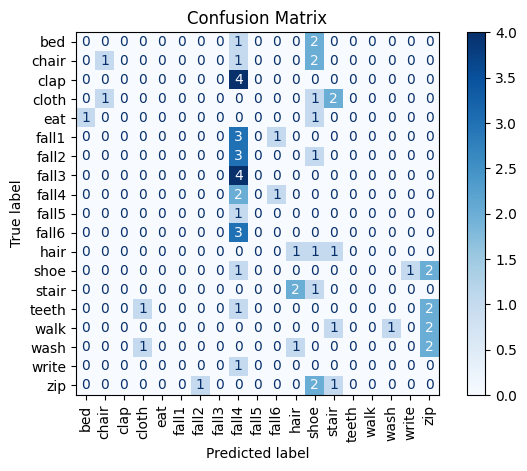 Confusion Matrix
True label
bed 0 0 0 0 0 0 0 0 1 0 0 0 2 0 0 0 0 0 0
chair 0 1 0 0 0 0 0 0 1 0 0 0 2 0 0 0 0 0 0
clap 0 0 0 0 0 0 0 0 4 0 0 0 0 0 0 0 0 0 0
cloth 0 1 0 0 0 0 0 0 0 0 0 0 1 2 0 0 0 0 0
eat 1 0 0 0 0 0 0 0 0 0 0 0 1 0 0 0 0 0 0
fall1 0 0 0 0 0 0 0 0 3 0 1 0 0 0 0 0 0 0 0
fall2 0 0 0 0 0 0 0 0 3 0 0 0 1 0 0 0 0 0 0
fall3 0 0 0 0 0 0 0 0 4 0 0 0 0 0 0 0 0 0 0
fall4 0 0 0 0 0 0 0 0 2 0 1 0 0 0 0 0 0 0 0
fall5 0 0 0 0 0 0 0 0 1 0 0 0 0 0 0 0 0 0 0
fall6 0 0 0 0 0 0 0 0 3 0 0 0 0 0 0 0 0 0 0
hair 0 0 0 0 0 0 0 0 0 0 0 1 1 1 0 0 0 0 0
shoe 0 0 0 0 0 0 0 0 1 0 0 0 0 0 0 0 0 1 2
stair 0 0 0 0 0 0 0 0 0 0 0 2 1 0 0 0 0 0 0
teeth 0 0 0 1 0 0 0 0 1 0 0 0 0 0 0 0 0 0 2
walk 0 0 0 0 0 0 0 0 0 0 0 0 0 1 0 0 1 0 2
wash 0 0 0 1 0 0 0 0 0 0 0 1 0 0 0 0 0 0 2
write 0 0 0 0 0 0 0 0 1 0 0 0 0 0 0 0 0 0 0
zip 0 0 0 0 0 0 1 0 0 0 0 0 2 1 0 0 0 0 0
bed chair clap cloth eat fall1 fall2 fall3 fall4 fall5 fall6 hair shoe stair teeth walk wash write zip
Predicted label
4.0
3.5
3.0
2.5
2.0
1.5
1.0
0.5
0.0